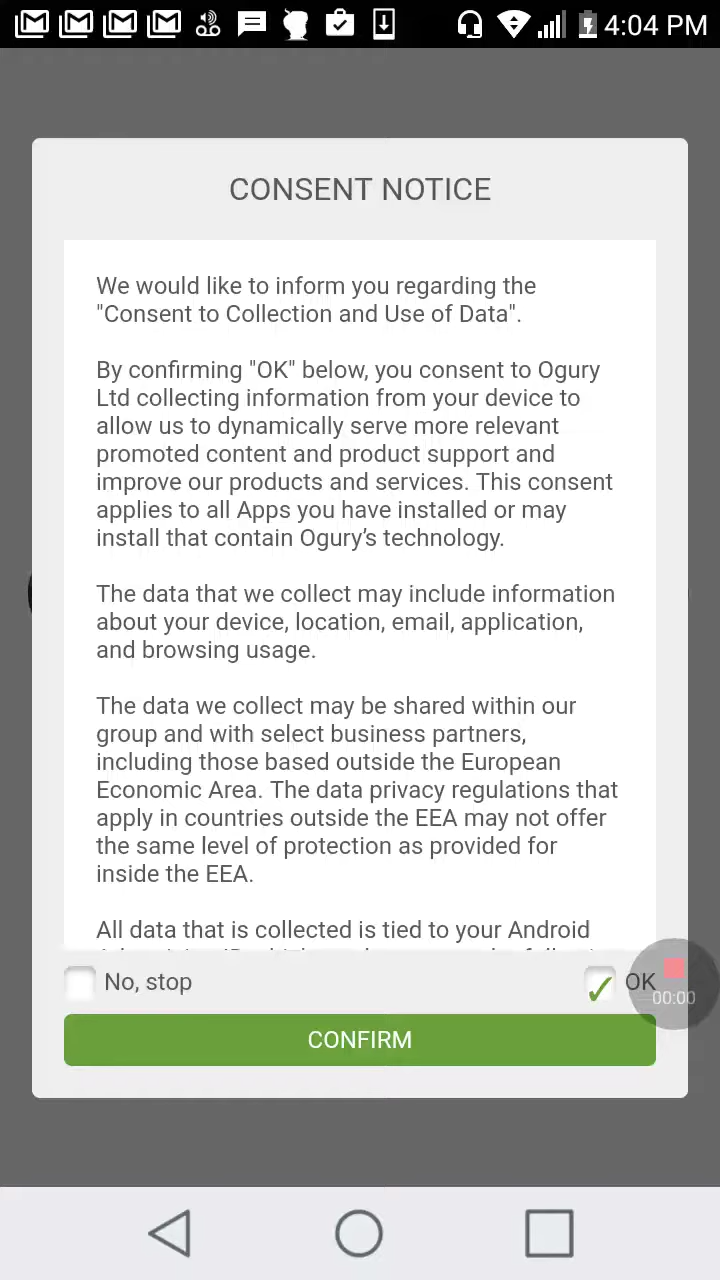 4:04 PM
CONSENT NOTICE
We would like to inform you regarding the
"Consent to Collection and Use of Data".
By confirming "OK" below, you consent to Ogury
Ltd collecting information from your device to
allow us to dynamically serve more relevant
promoted content and product support and
improve our products and services. This consent
applies to all Apps you have installed or may
install that contain Ogury’s technology.
The data that we collect may include information
about your device, location, email, application,
and browsing usage.
The data we collect may be shared within our
group and with select business partners,
including those based outside the European
Economic Area. The data privacy regulations that
apply in countries outside the EEA may not offer
the same level of protection as provided for
inside the EEA.
All data that is collected is tied to your Android
No, stop
OK
00:00
CONFIRM